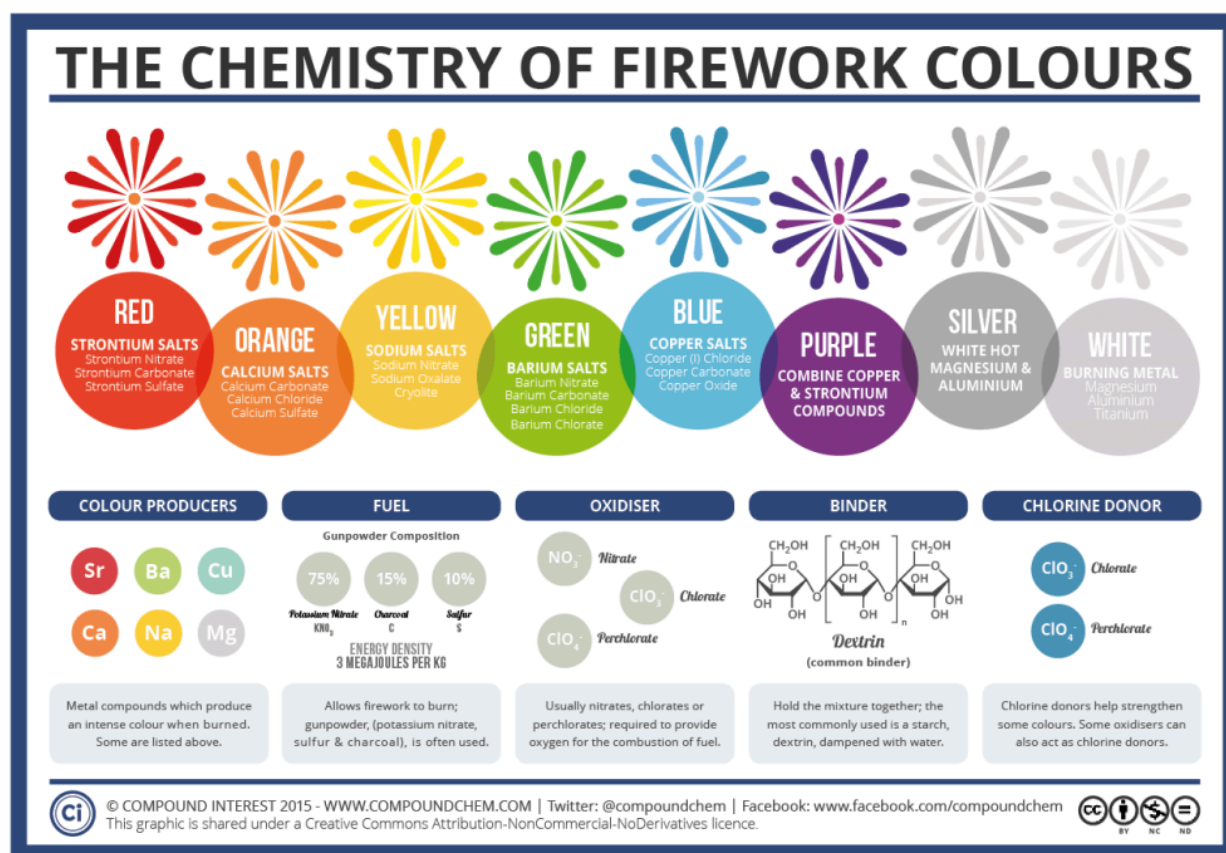 THE CHEMISTRY OF FIREWORK COLOURS
RED
STRONTIUM SALTS
Strontium Nitrate
Strontium Carbonate
Strontium Sulfate
ORANGE
CALCIUM SALTS
Calcium Carbonate
Calcium Chloride
Calcium Sulfate
YELLOW
SODIUM SALTS
Sodium Nitrate
Sodium Oxalate
Cryolite
GREEN
BARIUM SALTS
Barium Nitrate
Barium Carbonate
Barium Chloride
Barium Chlorate
BLUE
COPPER SALTS
Copper (I) Chloride
Copper Carbonate
Copper Oxide
PURPLE
COMBINE COPPER
& STRONTIUM
COMPOUNDS
SILVER
WHITE HOT
MAGNESIUM &
ALUMINIUM
WHITE
BURNING METAL
Magnesium
Aluminium
Titanium
COLOUR PRODUCERS
Sr Ba Cu
Ca Na Mg
Metal compounds which produce
an intense colour when burned.
Some are listed above.
FUEL
Gunpowder Composition
75% 15% 10%
Potassium Nitrate Charcoal Sulfur
KNO₃ C S
ENERGY DENSITY
3 MEGAJOULES PER KG
Allows firework to burn;
gunpowder, (potassium nitrate,
sulfur & charcoal), is often used.
OXIDISER
NO₃⁻ Nitrate
ClO₃⁻ Chlorate
ClO₄⁻ Perchlorate
Usually nitrates, chlorates or
perchlorates; required to provide
oxygen for the combustion of fuel.
BINDER
CH₂OH CH₂OH CH₂OH
O O O
OH OH OH
OH O O OH
OH OH OH n
Dextrin
(common binder)
Hold the mixture together; the
most commonly used is a starch,
dextrin, dampened with water.
CHLORINE DONOR
ClO₃⁻ Chlorate
ClO₄⁻ Perchlorate
Chlorine donors help strengthen
some colours. Some oxidisers can
also act as chlorine donors.
Ci
© COMPOUND INTEREST 2015 - WWW.COMPOUNDCHEM.COM | Twitter: @compoundchem | Facebook: www.facebook.com/compoundchem
This graphic is shared under a Creative Commons Attribution-NonCommercial-NoDerivatives licence.
cc
BY NC ND